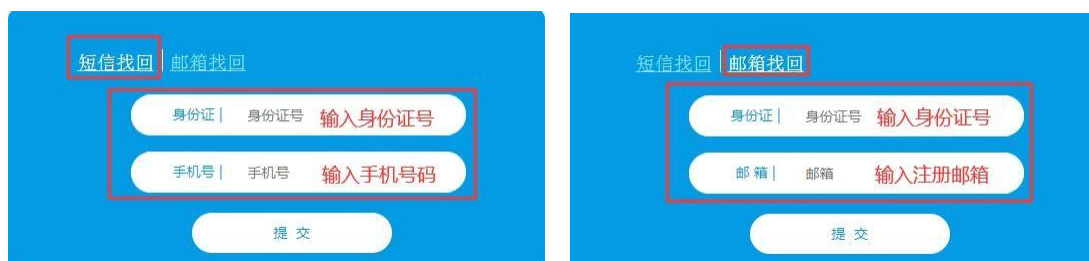 短信找回 邮箱找回
身份证 身份证号 输入身份证号
手机号 手机号 输入手机号码
提 交
短信找回 邮箱找回
身份证 身份证号 输入身份证号
邮 箱 邮箱 输入注册邮箱
提 交